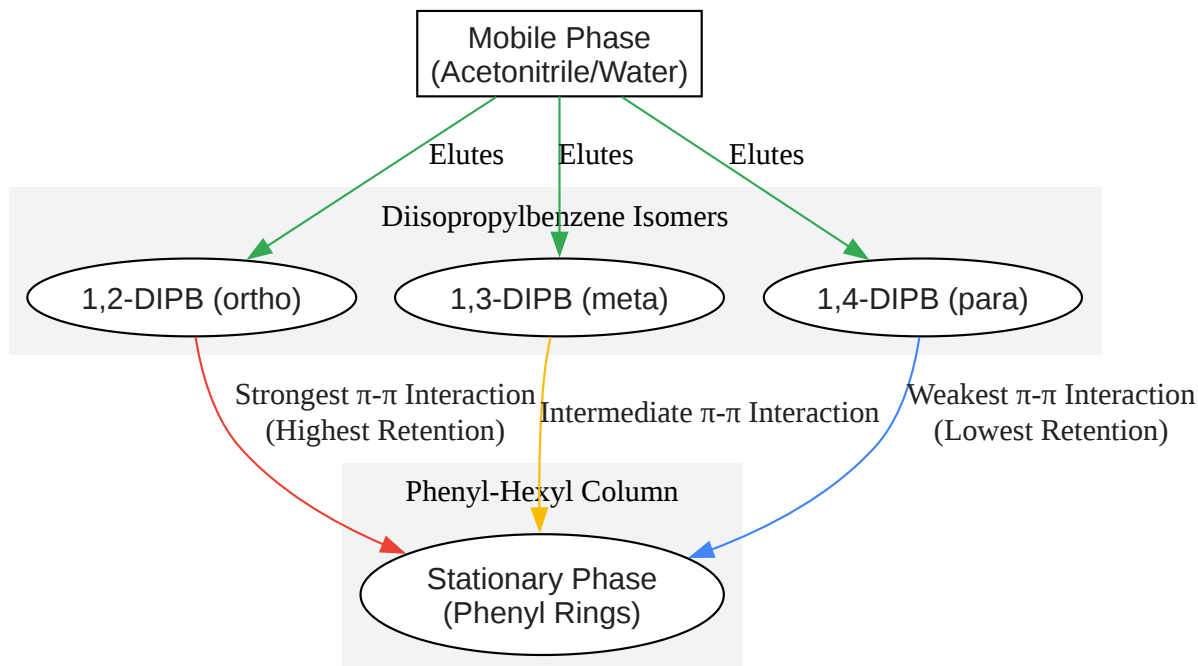 Mobile Phase
(Acetonitrile/Water)
Elutes
Elutes
Elutes
Diisopropylbenzene Isomers
1,2-DIPB (ortho)
1,3-DIPB (meta)
1,4-DIPB (para)
Strongest π-π Interaction
(Highest Retention)
Intermediate π-π Interaction
Weakest π-π Interaction
(Lowest Retention)
Phenyl-Hexyl Column
Stationary Phase
(Phenyl Rings)